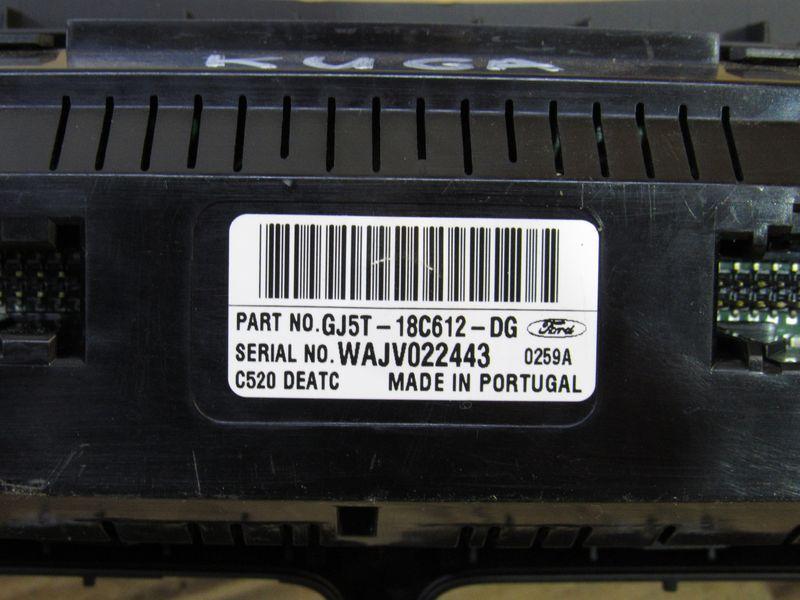 KUGA
PART NO.GJ5T-18C612-DG Ford
SERIAL NO.WAJV022443 0259A
C520 DEATC MADE IN PORTUGAL